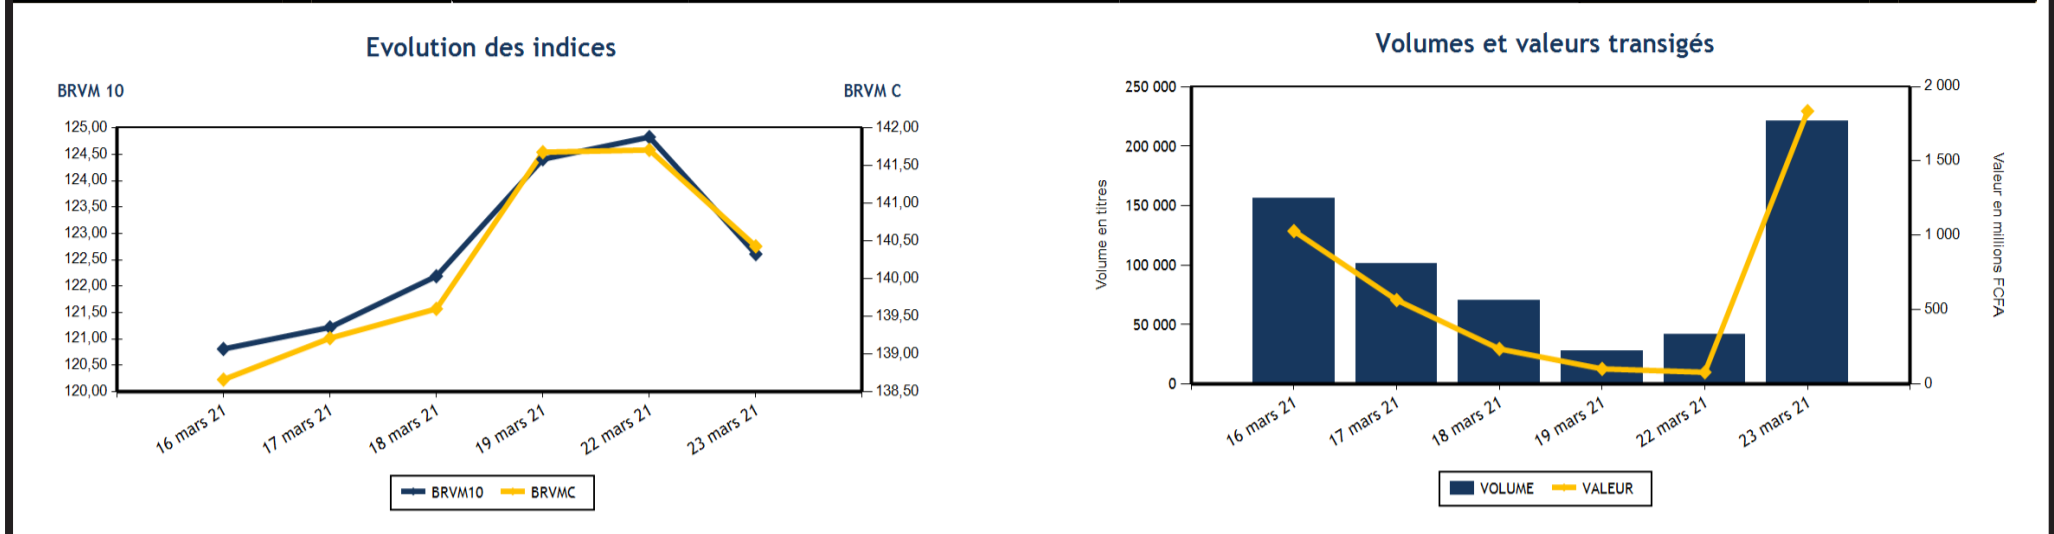 Evolution des indices
BRVM 10
BRVM C
125,00
124,50
124,00
123,50
123,00
122,50
122,00
121,50
121,00
120,50
120,00
142,00
141,50
141,00
140,50
140,00
139,50
139,00
138,50
16 mars 21
17 mars 21
18 mars 21
19 mars 21
22 mars 21
23 mars 21
BRVM10
BRVMC
Volumes et valeurs transigés
Volume en titres
250 000
200 000
150 000
100 000
50 000
0
2 000
1 500
1 000
500
0
Valeur en millions FCFA
16 mars 21
17 mars 21
18 mars 21
19 mars 21
22 mars 21
23 mars 21
VOLUME
VALEUR